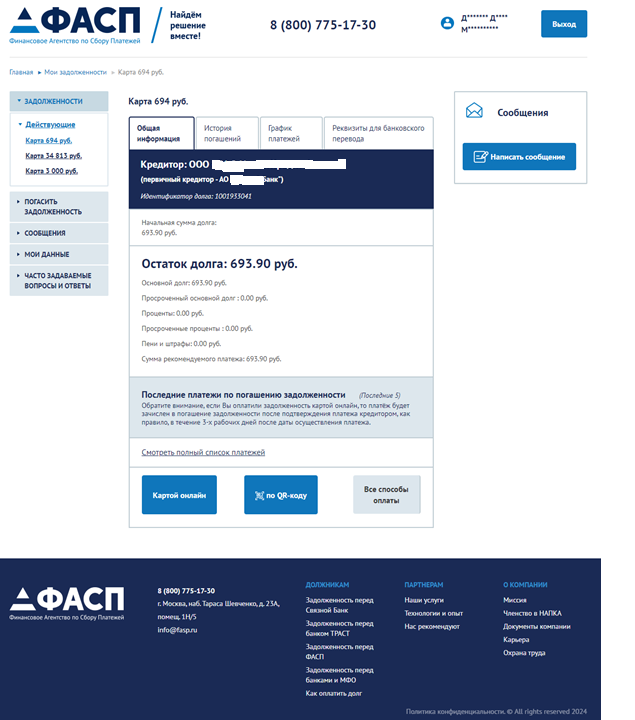 ФАСП
Финансовое Агентство по Сбору Платежей
Найдём
решение
вместе!
8 (800) 775-17-30
Д******* Д****
М**********
Выход
Главная ▸ Мои задолженности ▸ Карта 694 руб.
ЗАДОЛЖЕННОСТИ
Действующие
Карта 694 руб.
Карта 34 813 руб.
Карта 3 000 руб.
ПОГАСИТЬ
ЗАДОЛЖЕННОСТЬ
СООБЩЕНИЯ
МОИ ДАННЫЕ
ЧАСТО ЗАДАВАЕМЫЕ
ВОПРОСЫ И ОТВЕТЫ
Карта 694 руб.
Общая
информация
История
погашений
График
платежей
Реквизиты для банковского
перевода
Кредитор: ООО
(первичный кредитор - АО Банк")
Идентификатор долга: 1001933041
Начальная сумма долга:
693.90 руб.
Остаток долга: 693.90 руб.
Основной долг: 693.90 руб.
Просроченный основной долг : 0.00 руб.
Проценты: 0.00 руб.
Просроченные проценты : 0.00 руб.
Пени и штрафы: 0.00 руб.
Сумма рекомендуемого платежа: 693.90 руб.
Последние платежи по погашению задолженности (Последние 5)
Обратите внимание, если Вы оплатили задолженность картой онлайн, то платёж будет
зачислен в погашение задолженности после подтверждения платежа кредитором, как
правило, в течение 3-х рабочих дней после даты осуществления платежа.
Смотреть полный список платежей
Картой онлайн
по QR-коду
Все способы
оплаты
Сообщения
Написать сообщение
ФАСП
Финансовое Агентство по Сбору Платежей
8 (800) 775-17-30
г. Москва, наб. Тараса Шевченко, д. 23А,
помещ. 1Н/5
info@fasp.ru
ДОЛЖНИКАМ
Задолженность перед
Связной Банк
Задолженность перед
банком ТРАСТ
Задолженность перед
ФАСП
Задолженность перед
банками и МФО
Как оплатить долг
ПАРТНЕРАМ
Наши услуги
Технологии и опыт
Нас рекомендуют
О КОМПАНИИ
Миссия
Членство в НАПКА
Документы компании
Карьера
Охрана труда
Политика конфиденциальности. © All rights reserved 2024